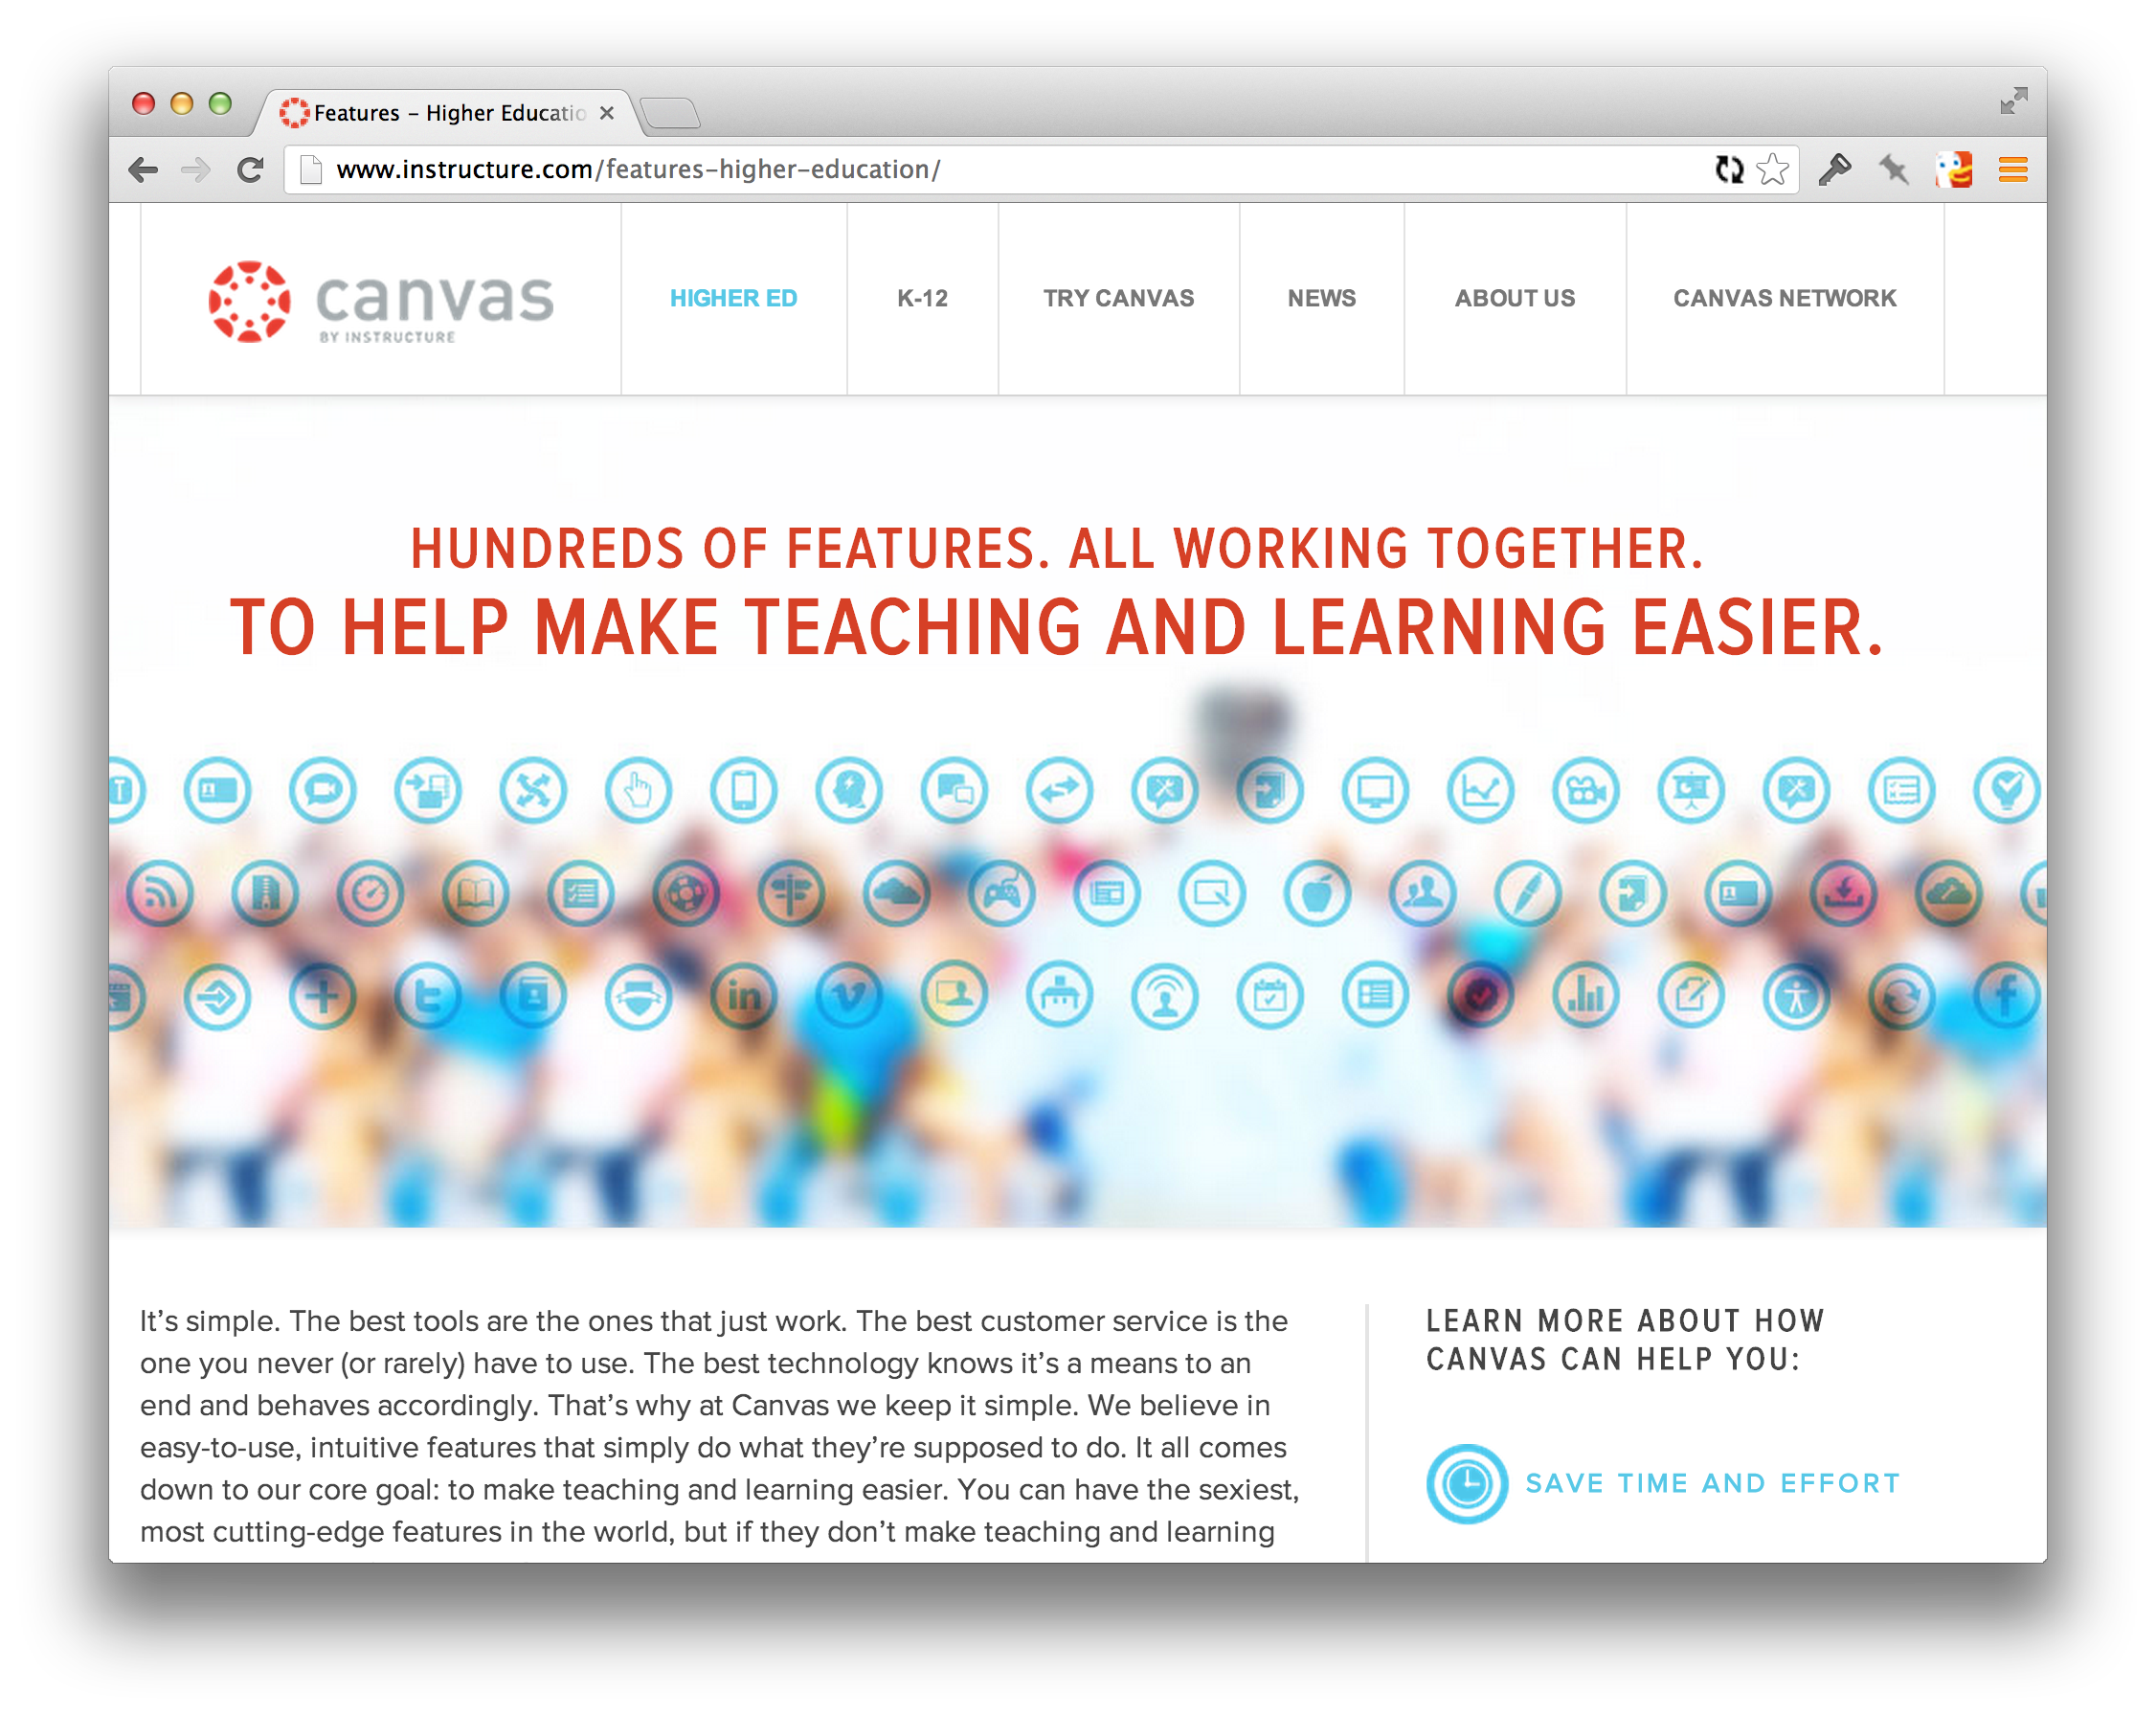 Features – Higher Educatio
www.instructure.com/features-higher-education/
canvas
BY INSTRUCTURE
HIGHER ED
K-12
TRY CANVAS
NEWS
ABOUT US
CANVAS NETWORK
HUNDREDS OF FEATURES. ALL WORKING TOGETHER.
TO HELP MAKE TEACHING AND LEARNING EASIER.
It’s simple. The best tools are the ones that just work. The best customer service is the
one you never (or rarely) have to use. The best technology knows it’s a means to an
end and behaves accordingly. That’s why at Canvas we keep it simple. We believe in
easy-to-use, intuitive features that simply do what they’re supposed to do. It all comes
down to our core goal: to make teaching and learning easier. You can have the sexiest,
most cutting-edge features in the world, but if they don’t make teaching and learning
LEARN MORE ABOUT HOW
CANVAS CAN HELP YOU:
SAVE TIME AND EFFORT